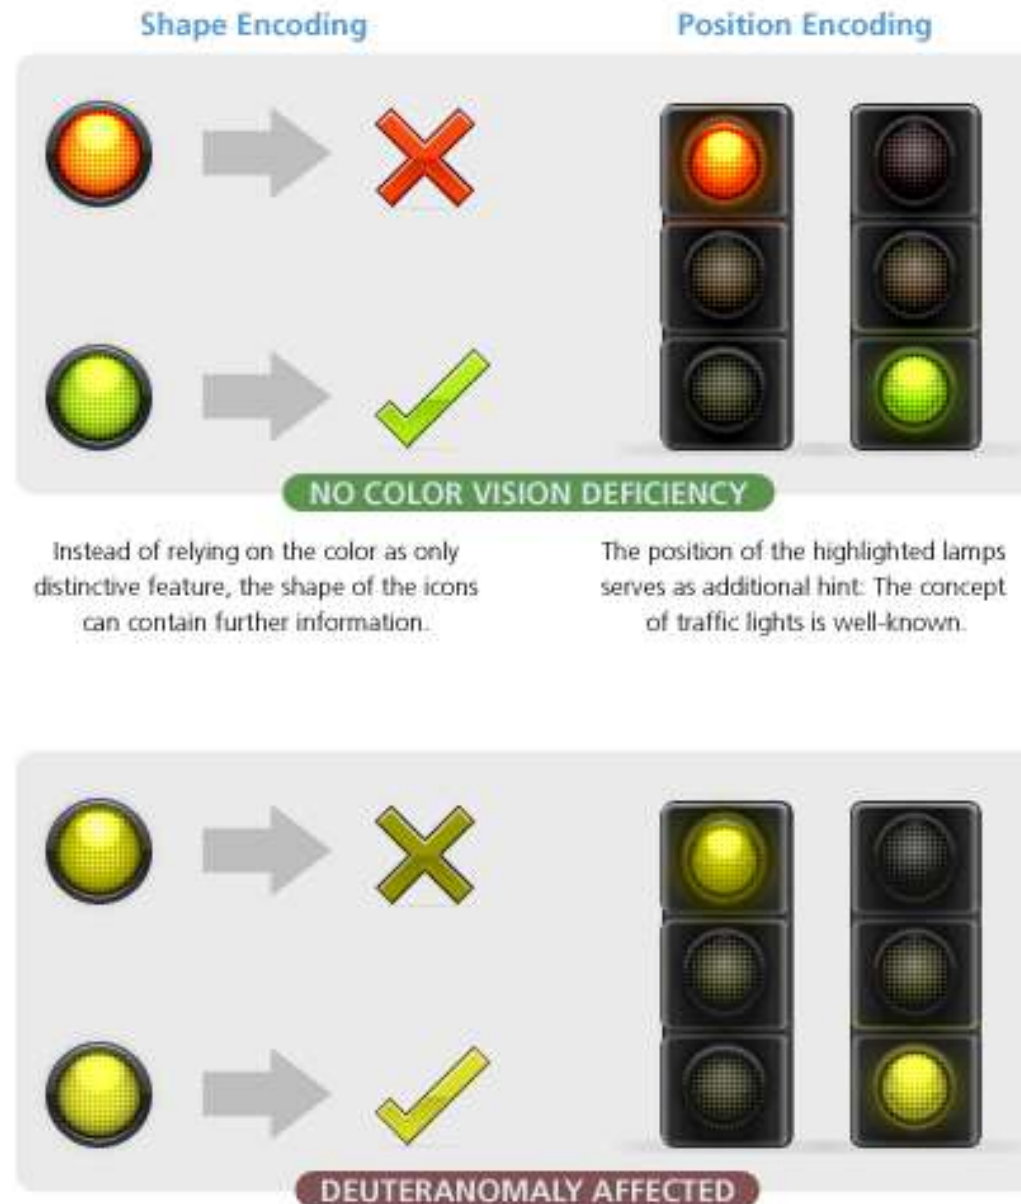 Shape Encoding
Position Encoding
NO COLOR VISION DEFICIENCY
Instead of relying on the color as only
distinctive feature, the shape of the icons
can contain further information.
The position of the highlighted lamps
serves as additional hint: The concept
of traffic lights is well-known.
DEUTERANOMALY AFFECTED